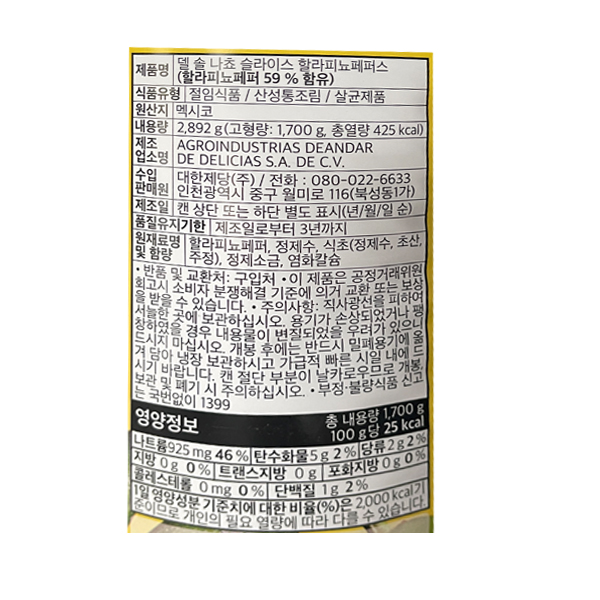 제품명 델 솔 나쵸 슬라이스 할라피뇨페퍼스
(할라피뇨페퍼 59 % 함유)
식품유형 절임식품 / 산성통조림 / 살균제품
원산지 멕시코
내용량 2,892 g(고형량: 1,700 g, 총열량 425 kcal)
제조 업소명 AGROINDUSTRIAS DEANDAR
DE DELICIAS S.A. DE C.V.
수입 판매원 대한제당(주) / 전화 : 080-022-6633
인천광역시 중구 월미로 116(북성동1가)
제조일 캔 상단 또는 하단 별도 표시(년/월/일 순)
품질유지기한 제조일로부터 3년까지
원재료명 및 함량 할라피뇨페퍼, 정제수, 식초(정제수, 초산,
주정), 정제소금, 염화칼슘
• 반품 및 교환처: 구입처 • 이 제품은 공정거래위원
회고시 소비자 분쟁해결 기준에 의거 교환 또는 보상
을 받을 수 있습니다. • 주의사항: 직사광선을 피하여
서늘한 곳에 보관하십시오. 용기가 손상되었거나 팽
창하였을 경우 내용물이 변질되었을 우려가 있으니
드시지 마십시오. 개봉 후에는 반드시 밀폐용기에 옮
겨 담아 냉장 보관하시고 가급적 빠른 시일 내에 드
시기 바랍니다. 캔 절단 부분이 날카로우므로 개봉,
보관 및 폐기 시 주의하십시오. • 부정·불량식품 신고
는 국번없이 1399
영양정보 총 내용량 1,700 g
100 g당 25 kcal
나트륨 925 mg 46 % 탄수화물 5 g 2 % 당류 2 g 2 %
지방 0 g 0 % 트랜스지방 0 g 포화지방 0 g 0 %
콜레스테롤 0 mg 0 % 단백질 1 g 2 %
1일 영양성분 기준치에 대한 비율(%)은 2,000 kcal기
준이므로 개인의 필요 열량에 따라 다를 수 있습니다.